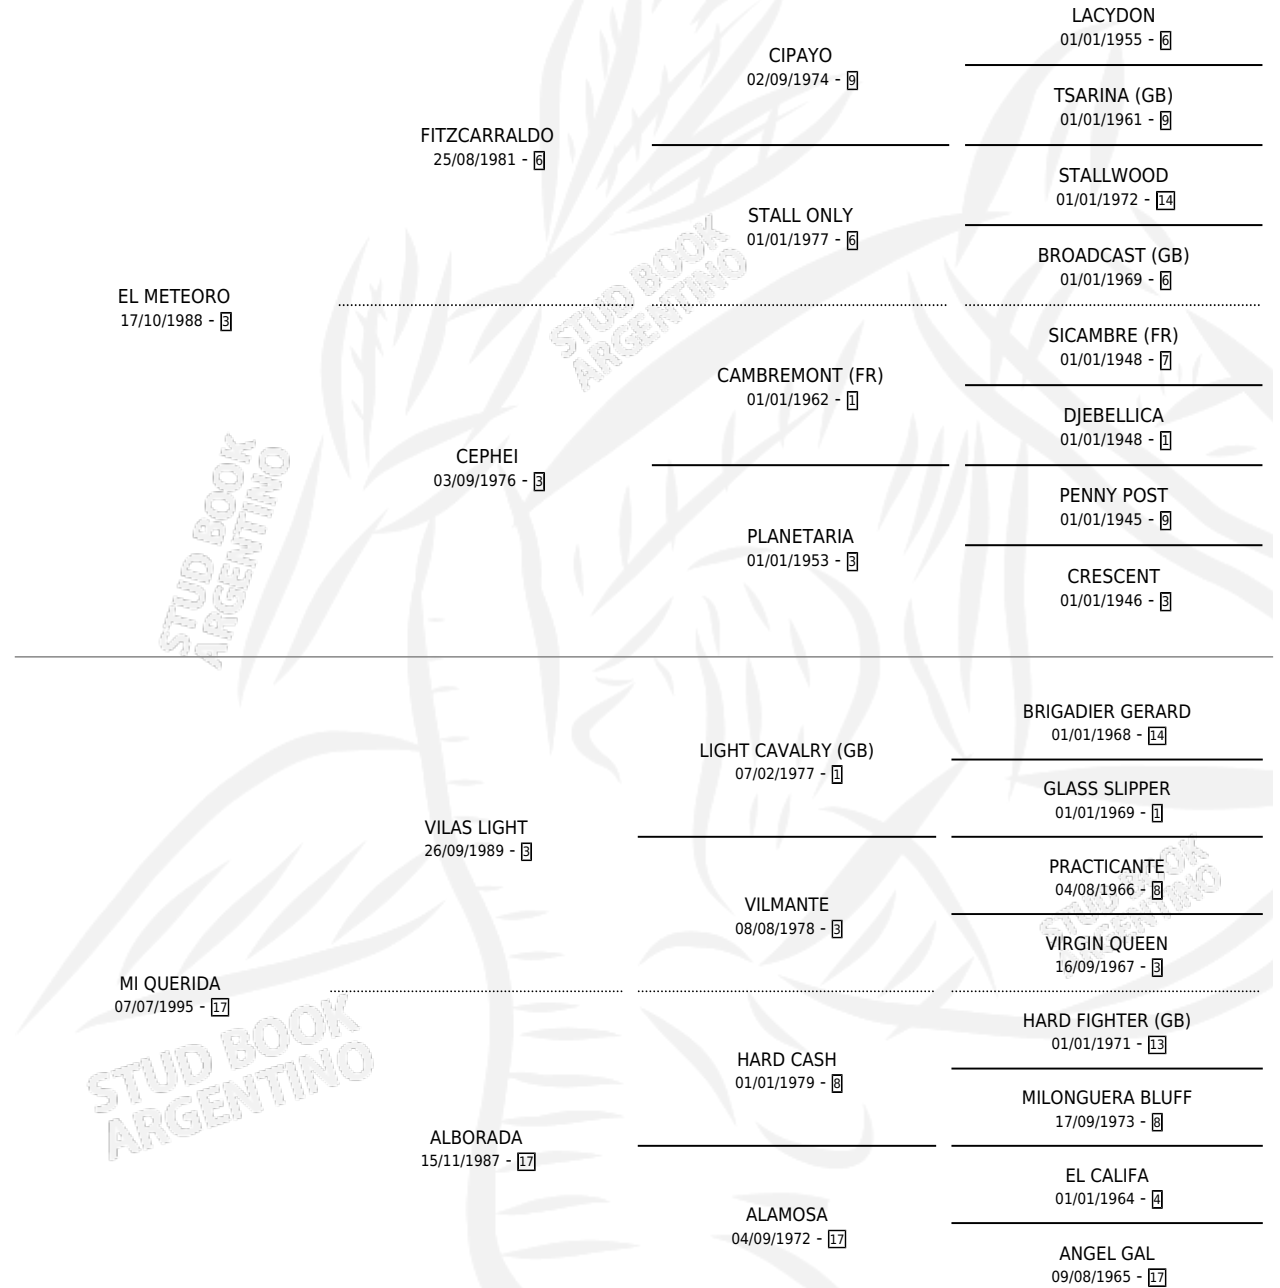 LACYDON
01/01/1955 - 6
CIPAYO
02/09/1974 - 9
TSARINA (GB)
01/01/1961 - 9
FITZCARRALDO
25/08/1981 - 6
STALLWOOD
01/01/1972 - 14
STALL ONLY
01/01/1977 - 6
BROADCAST (GB)
01/01/1969 - 6
EL METEORO
17/10/1988 - 3
SICAMBRE (FR)
01/01/1948 - 7
CAMBREMONT (FR)
01/01/1962 - 1
DJEBELLICA
01/01/1948 - 1
CEPHEI
03/09/1976 - 3
PENNY POST
01/01/1945 - 9
PLANETARIA
01/01/1953 - 3
CRESCENT
01/01/1946 - 3
BRIGADIER GERARD
01/01/1968 - 14
LIGHT CAVALRY (GB)
07/02/1977 - 1
GLASS SLIPPER
01/01/1969 - 1
VILAS LIGHT
26/09/1989 - 3
PRACTICANTE
04/08/1966 - 8
VILMANTE
08/08/1978 - 3
VIRGIN QUEEN
16/09/1967 - 3
MI QUERIDA
07/07/1995 - 17
HARD FIGHTER (GB)
01/01/1971 - 13
HARD CASH
01/01/1979 - 8
MILONGUERA BLUFF
17/09/1973 - 8
ALBORADA
15/11/1987 - 17
EL CALIFA
01/01/1964 - 4
ALAMOSA
04/09/1972 - 17
ANGEL GAL
09/08/1965 - 17
STUD BOOK
ARGENTINO
STUD BOOK
ARGENTINO
STUD BOOK
ARGENTINO
STUD BOOK
ARGENTINO